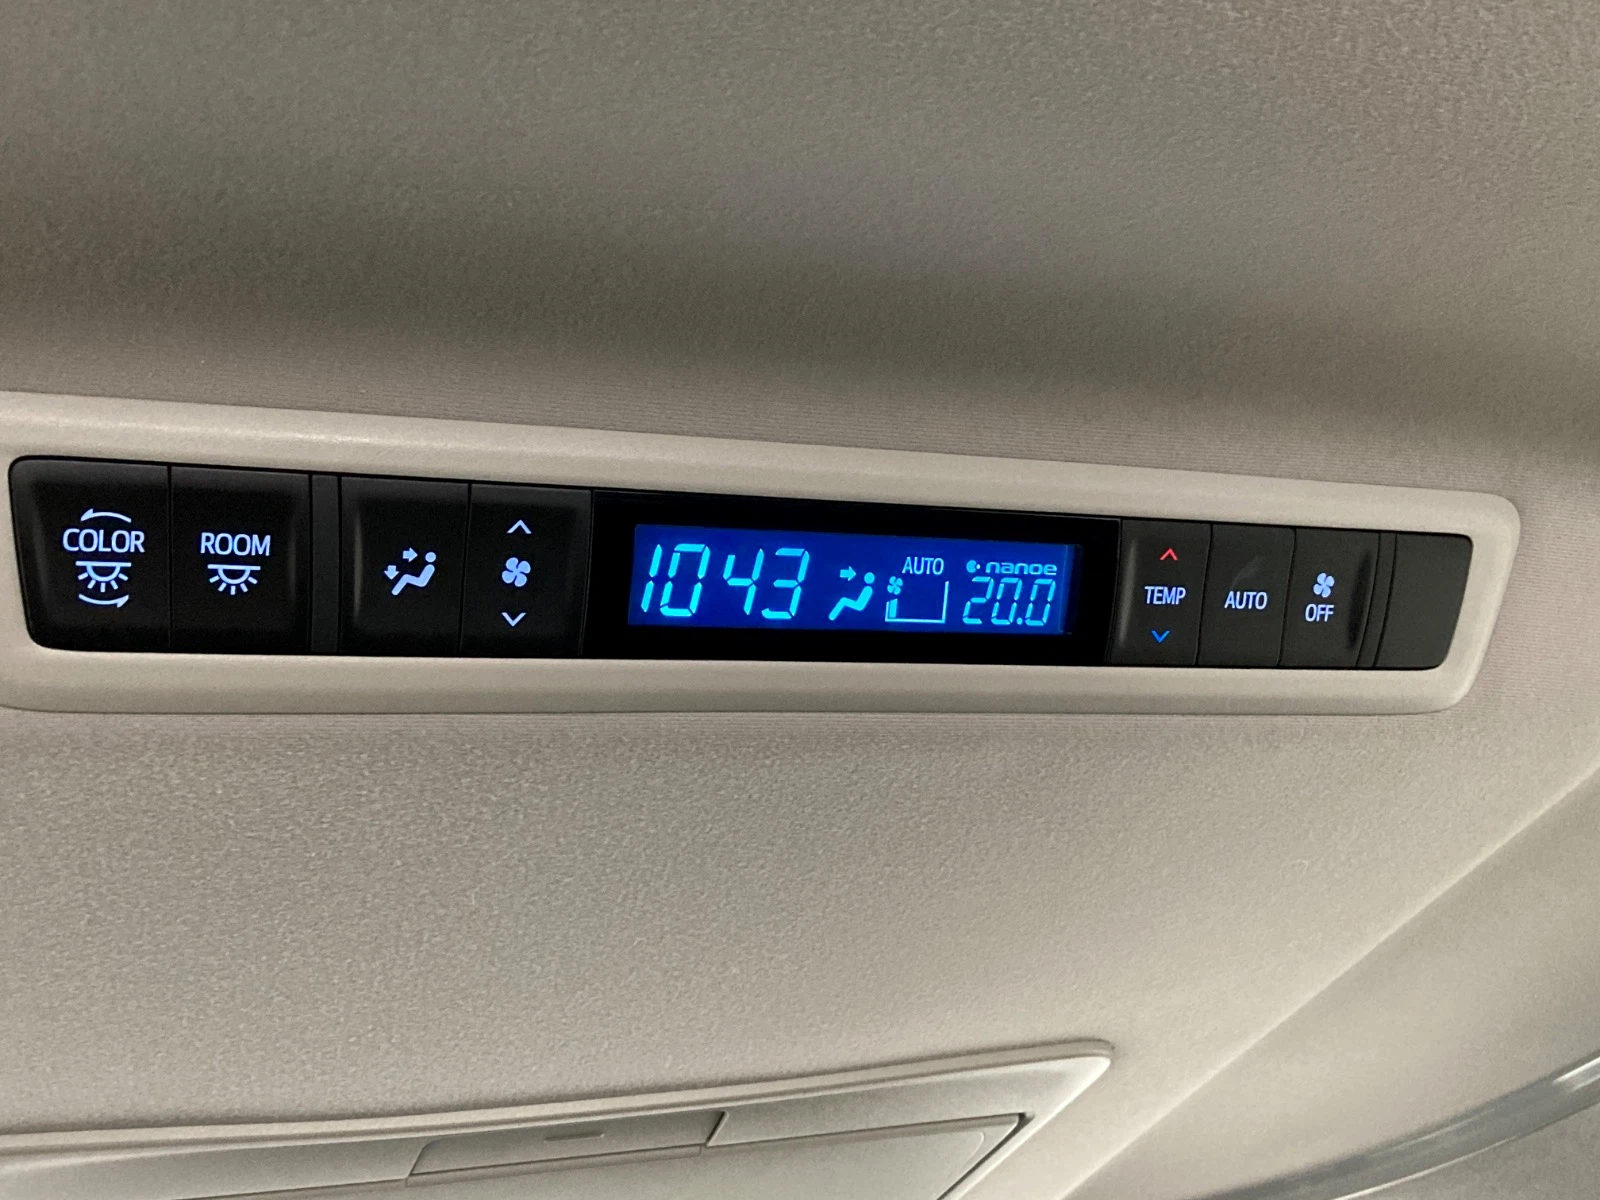 COLOR
ROOM
1043
AUTO
nanoe
20.0
TEMP
AUTO
OFF